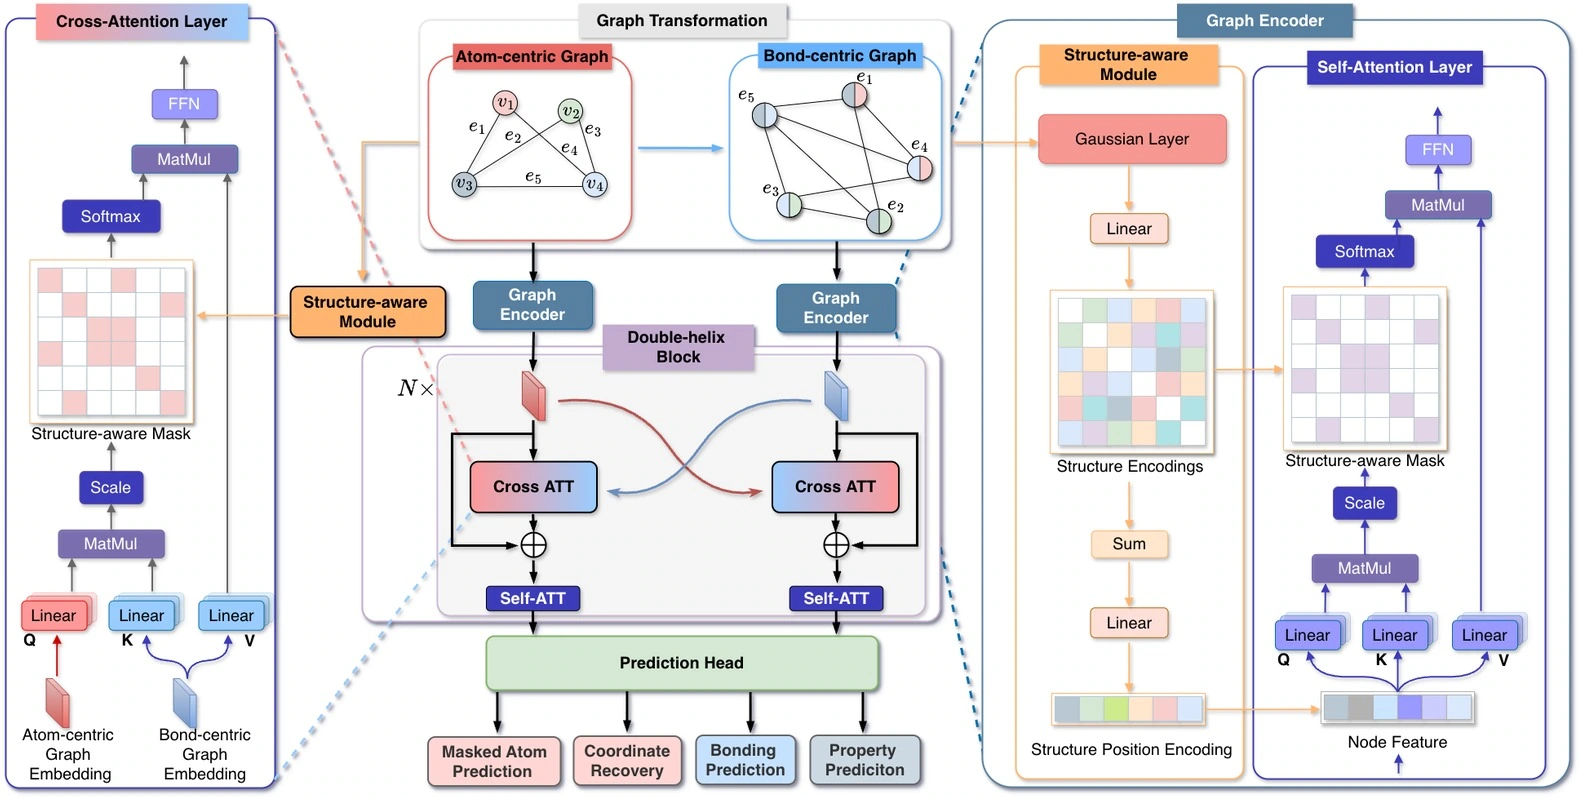 Cross-Attention Layer
FFN
MatMul
Softmax
Structure-aware Mask
Scale
MatMul
Linear
Linear
Linear
Q
K
V
Atom-centric
Graph
Embedding
Bond-centric
Graph
Embedding
Graph Transformation
Atom-centric Graph
v1
v2
v3
v4
e1
e2
e3
e4
e5
Bond-centric Graph
e1
e5
e4
e3
e2
Structure-aware
Module
Graph
Encoder
Graph
Encoder
Double-helix
Block
N×
Cross ATT
Cross ATT
Self-ATT
Self-ATT
Prediction Head
Masked Atom
Prediction
Coordinate
Recovery
Bonding
Prediction
Property
Prediciton
Graph Encoder
Structure-aware
Module
Gaussian Layer
Linear
Structure Encodings
Sum
Linear
Structure Position Encoding
Self-Attention Layer
FFN
MatMul
Softmax
Structure-aware Mask
Scale
MatMul
Linear
Linear
Linear
Q
K
V
Node Feature